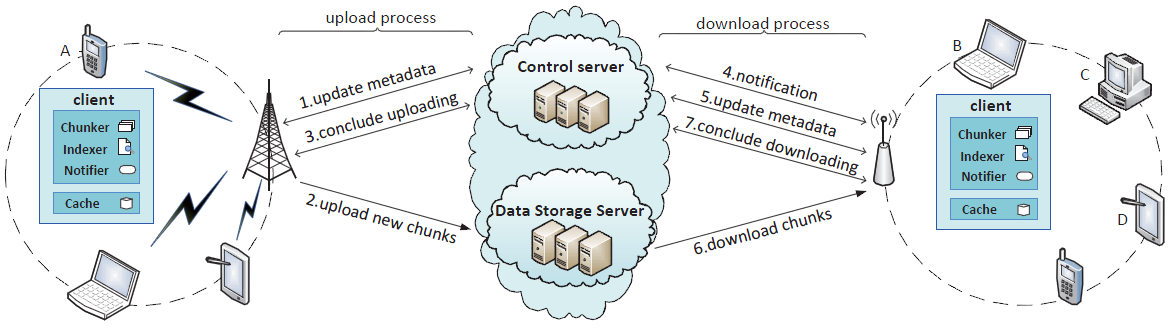 upload process
download process
A
client
Chunker
Indexer
Notifier
Cache
1.update metadata
3.conclude uploading
2.upload new chunks
Control server
Data Storage Server
4.notification
5.update metadata
7.conclude downloading
6.download chunks
B
C
client
Chunker
Indexer
Notifier
Cache
D